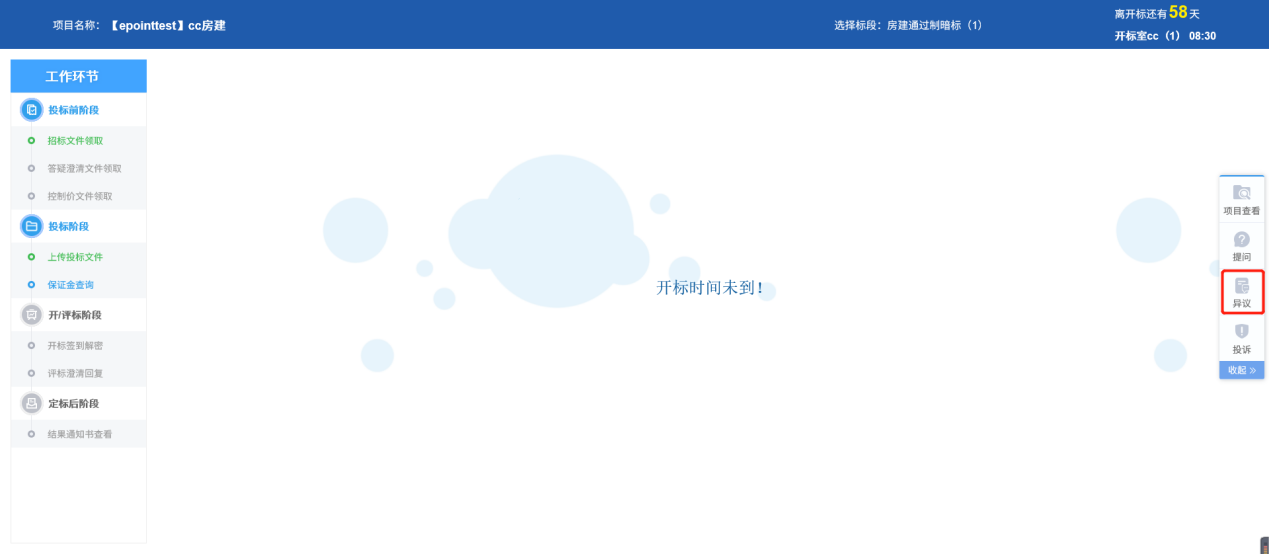 项目名称：【epointtest】cc房建
选择标段：房建通过制暗标（1）
离开标还有58天
开标室cc（1） 08:30
工作环节
投标前阶段
招标文件领取
答疑澄清文件领取
控制价文件领取
投标阶段
上传投标文件
保证金查询
开/评标阶段
开标签到解密
评标澄清回复
定标后阶段
结果通知书查看
开标时间未到！
项目查看
提问
异议
投诉
收起 »